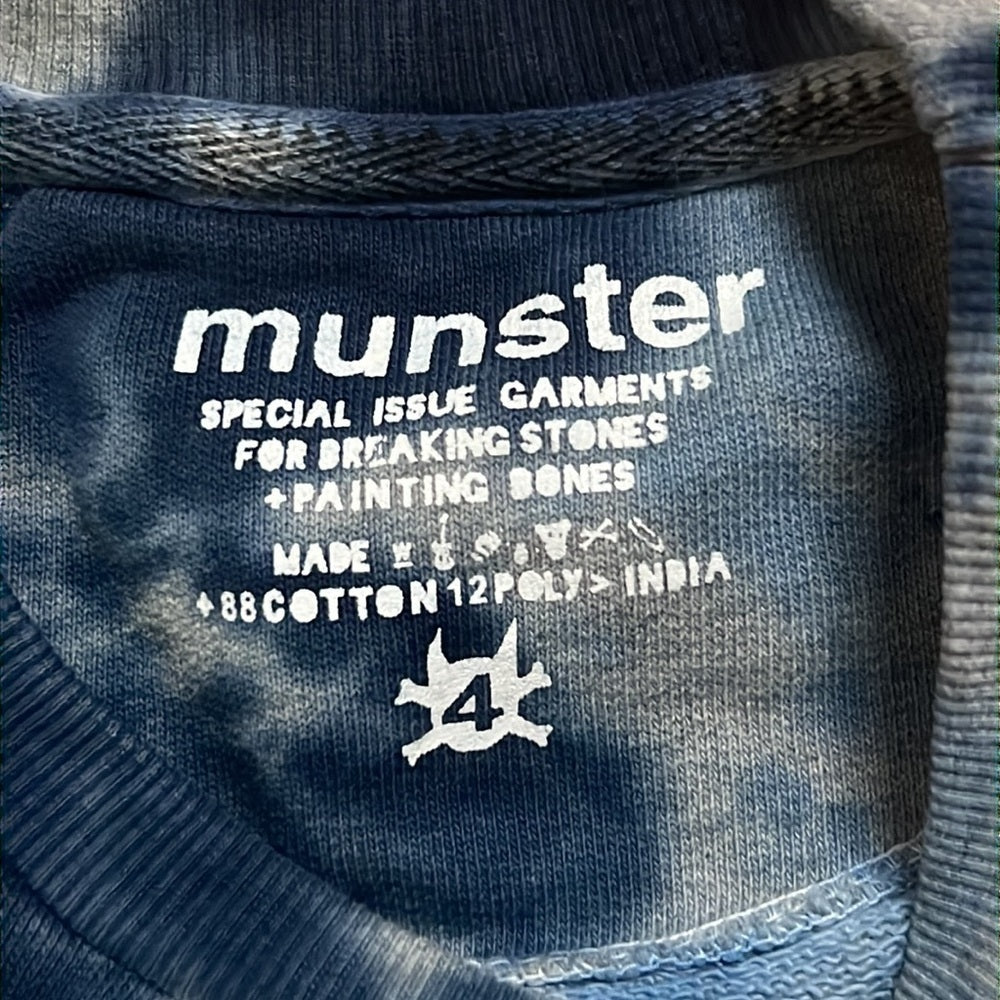 munster
SPECIAL ISSUE GARMENTS
FOR BREAKING STONES
+PAINTING BONES
MADE
+88COTTON 12POLY> INDIA
4